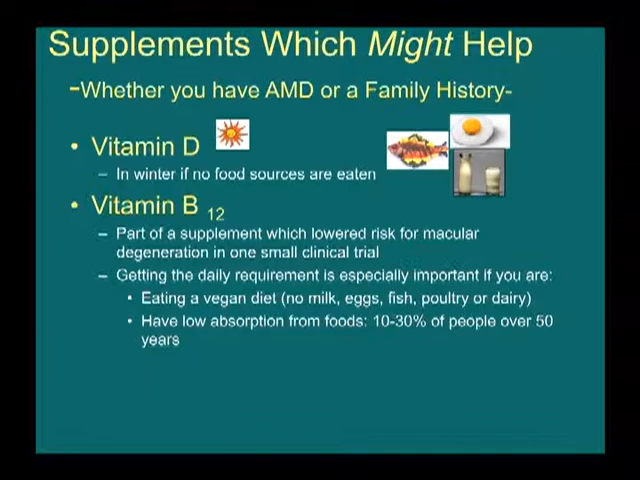 Supplements Which Might Help
-Whether you have AMD or a Family History-
• Vitamin D
– In winter if no food sources are eaten
• Vitamin B 12
– Part of a supplement which lowered risk for macular
degeneration in one small clinical trial
– Getting the daily requirement is especially important if you are:
• Eating a vegan diet (no milk, eggs, fish, poultry or dairy)
• Have low absorption from foods: 10-30% of people over 50
years